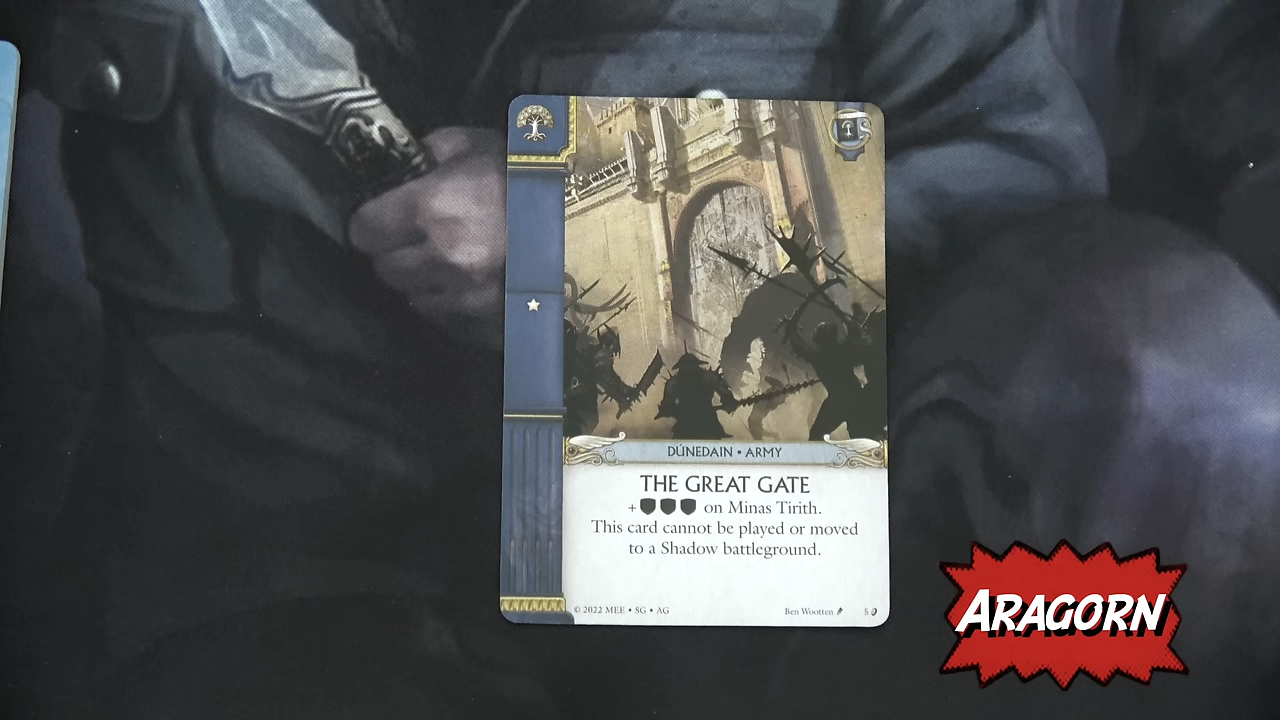 DÚNEDAIN • ARMY
THE GREAT GATE
+ on Minas Tirith.
This card cannot be played or moved
to a Shadow battleground.
© 2022 MEE • SG • AG
Ben Wootten
5
ARAGORN